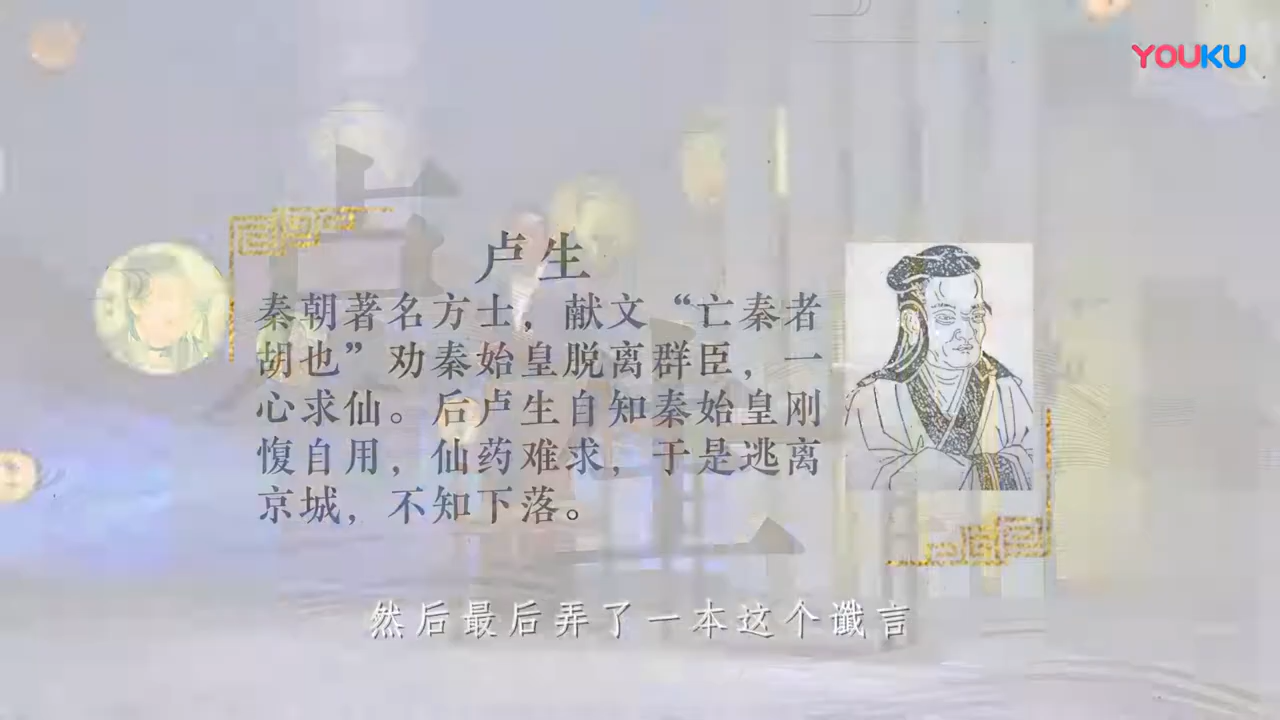 YOUKU
卢生
秦朝著名方士，献文“亡秦者
胡也”劝秦始皇脱离群臣，一
心求仙。后卢生自知秦始皇刚
愎自用，仙药难求，于是逃离
京城，不知下落。
然后最后弄了一本这个谶言